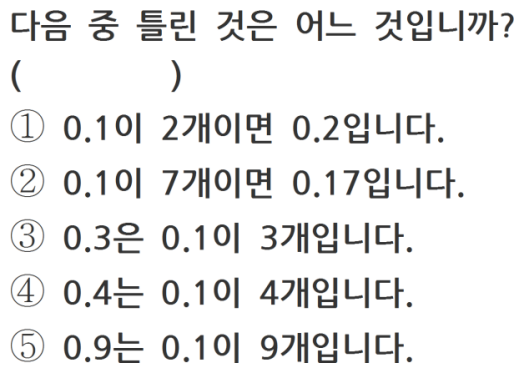 다음 중 틀린 것은 어느 것입니까?
(          )
① 0.1이 2개이면 0.2입니다.
② 0.1이 7개이면 0.17입니다.
③ 0.3은 0.1이 3개입니다.
④ 0.4는 0.1이 4개입니다.
⑤ 0.9는 0.1이 9개입니다.